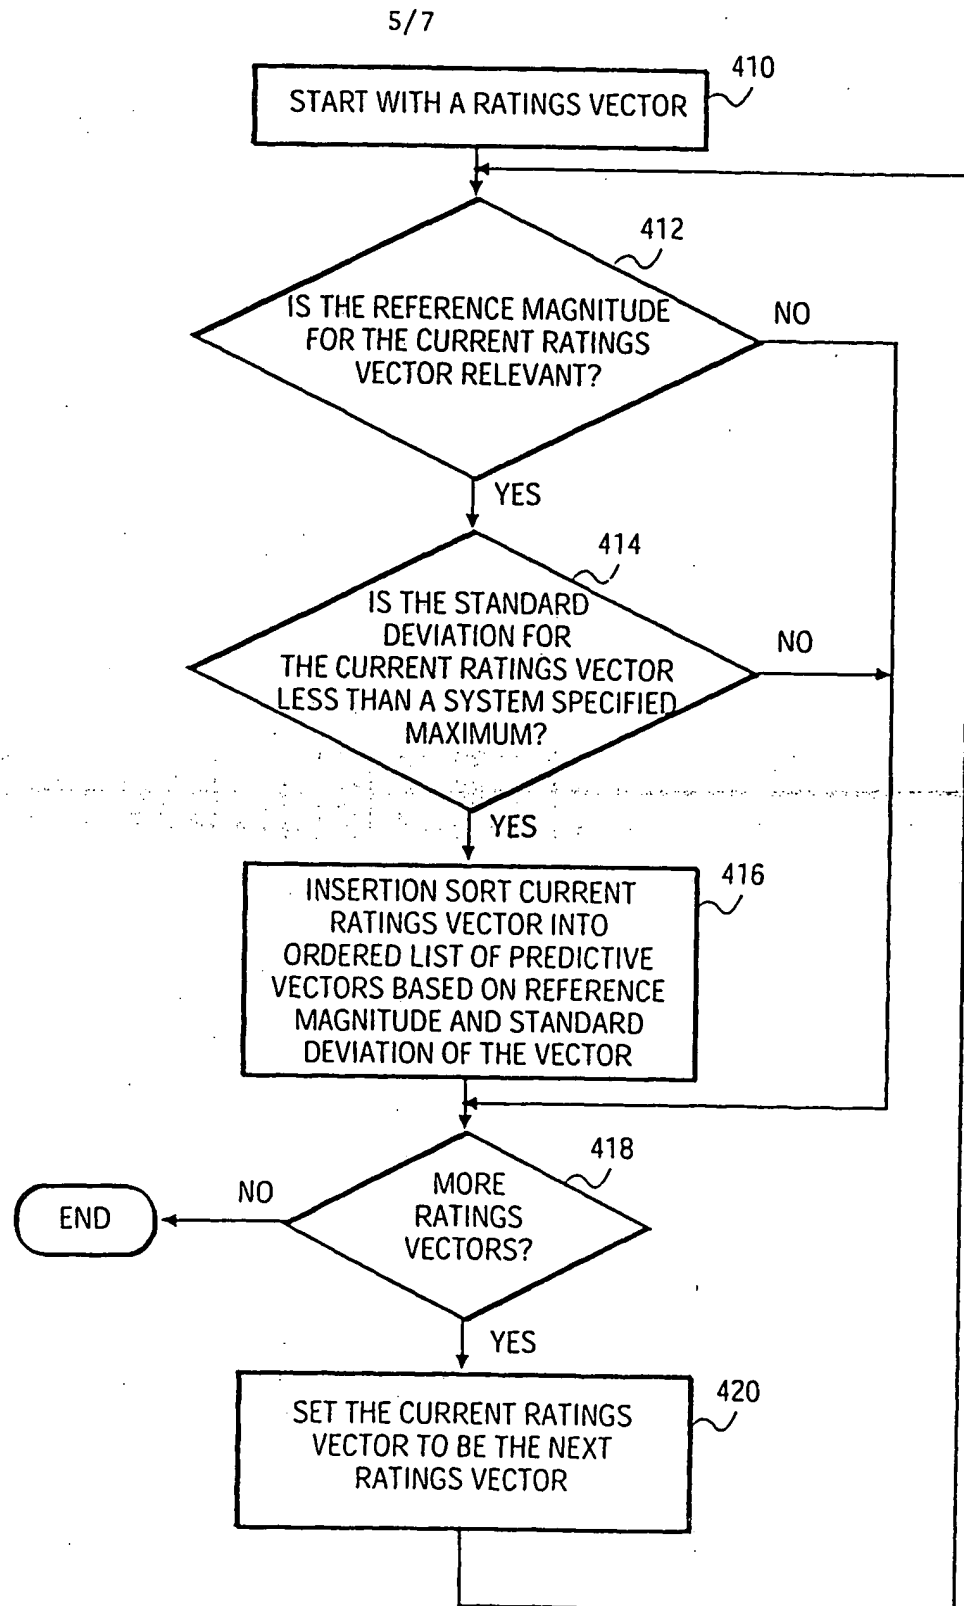 5/7
410
START WITH A RATINGS VECTOR
412
IS THE REFERENCE MAGNITUDE
FOR THE CURRENT RATINGS
VECTOR RELEVANT?
NO
YES
414
IS THE STANDARD
DEVIATION FOR
THE CURRENT RATINGS VECTOR
LESS THAN A SYSTEM SPECIFIED
MAXIMUM?
NO
YES
416
INSERTION SORT CURRENT
RATINGS VECTOR INTO
ORDERED LIST OF PREDICTIVE
VECTORS BASED ON REFERENCE
MAGNITUDE AND STANDARD
DEVIATION OF THE VECTOR
418
MORE
RATINGS
VECTORS?
NO
END
YES
420
SET THE CURRENT RATINGS
VECTOR TO BE THE NEXT
RATINGS VECTOR